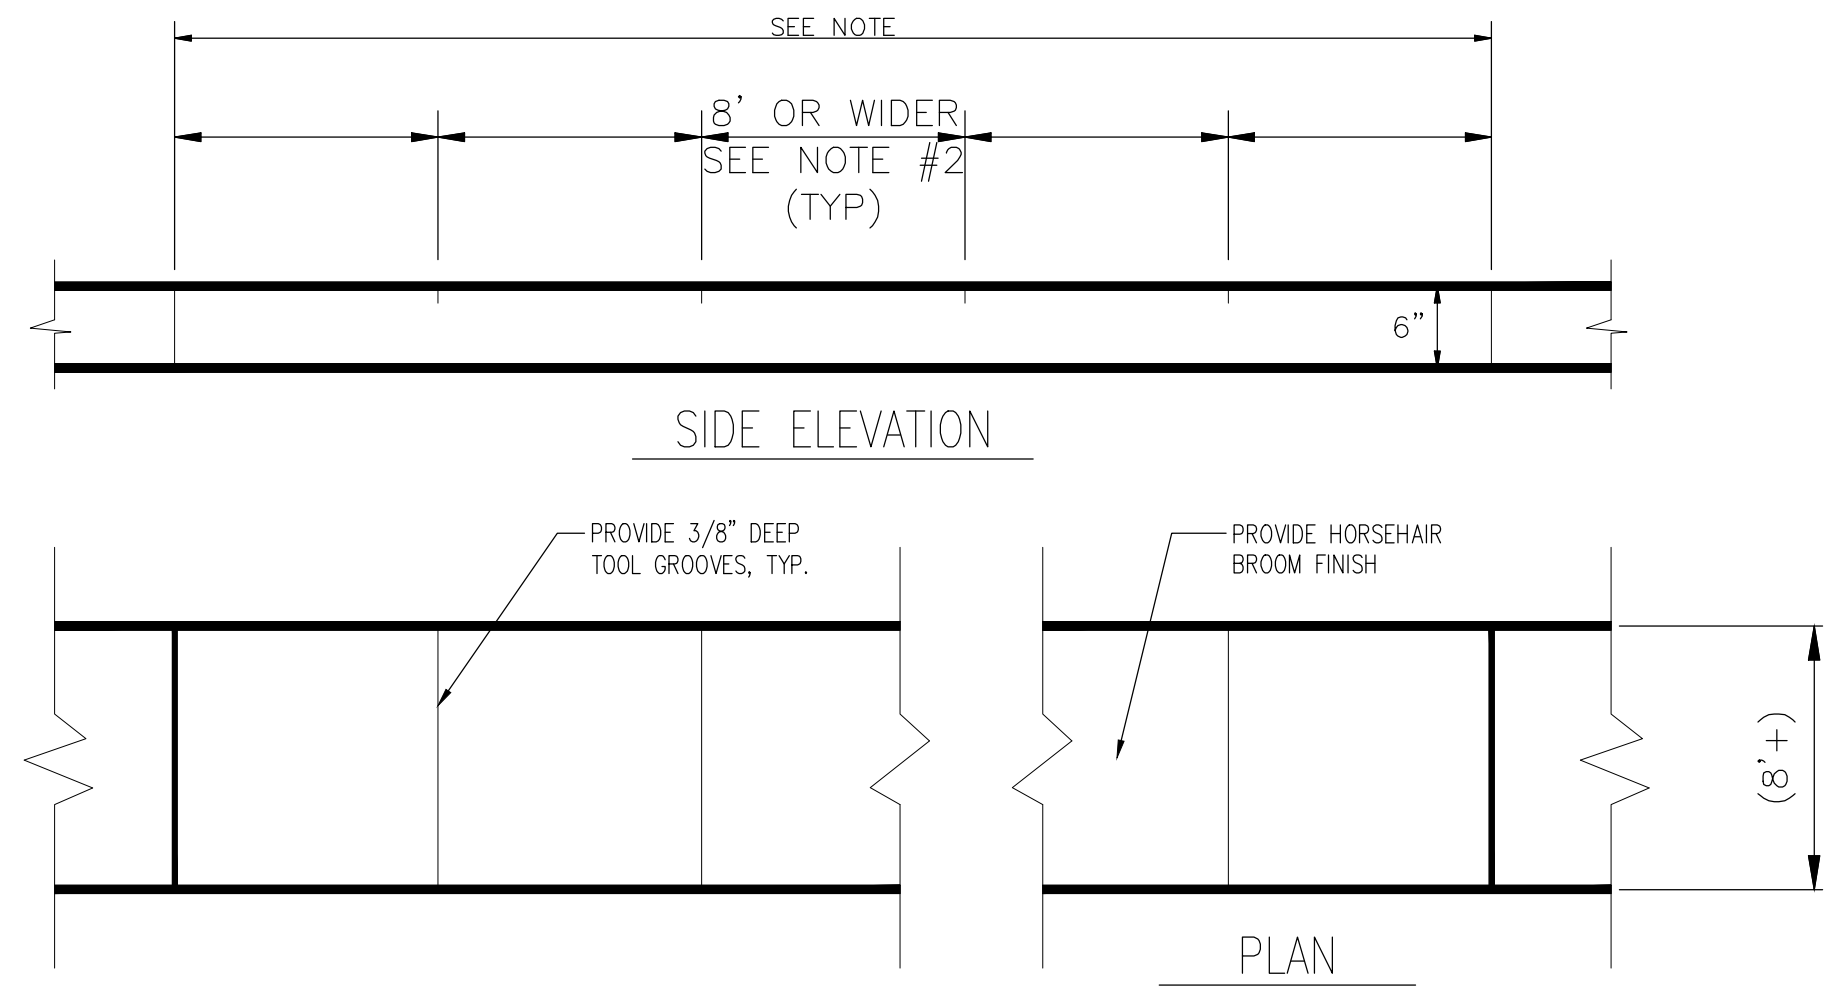 SEE NOTE
8' OR WIDER
SEE NOTE #2
(TYP)
6"
SIDE ELEVATION
PROVIDE 3/8" DEEP
TOOL GROOVES, TYP.
PROVIDE HORSEHAIR
BROOM FINISH
(8'+)
PLAN